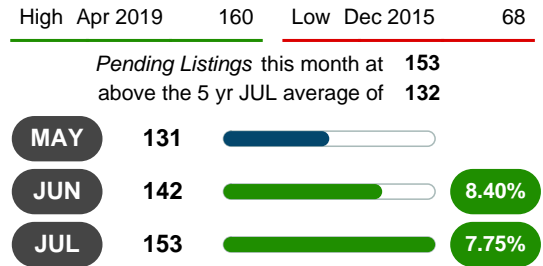 High Apr 2019 160 Low Dec 2015 68
Pending Listings this month at 153
above the 5 yr JUL average of 132
MAY 131
JUN 142 8.40%
JUL 153 7.75%